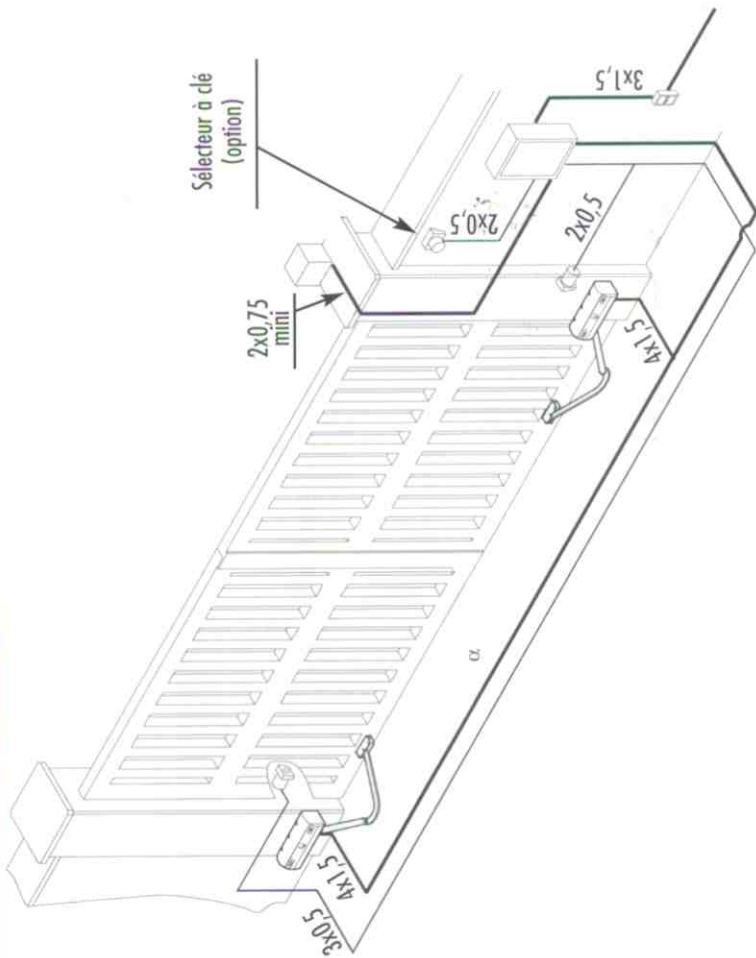 Sélecteur à clé
(option)
2x0,75
mini
2x0,5
3x1,5
2x0,5
4x1,5
α
4x1,5
3x0,5